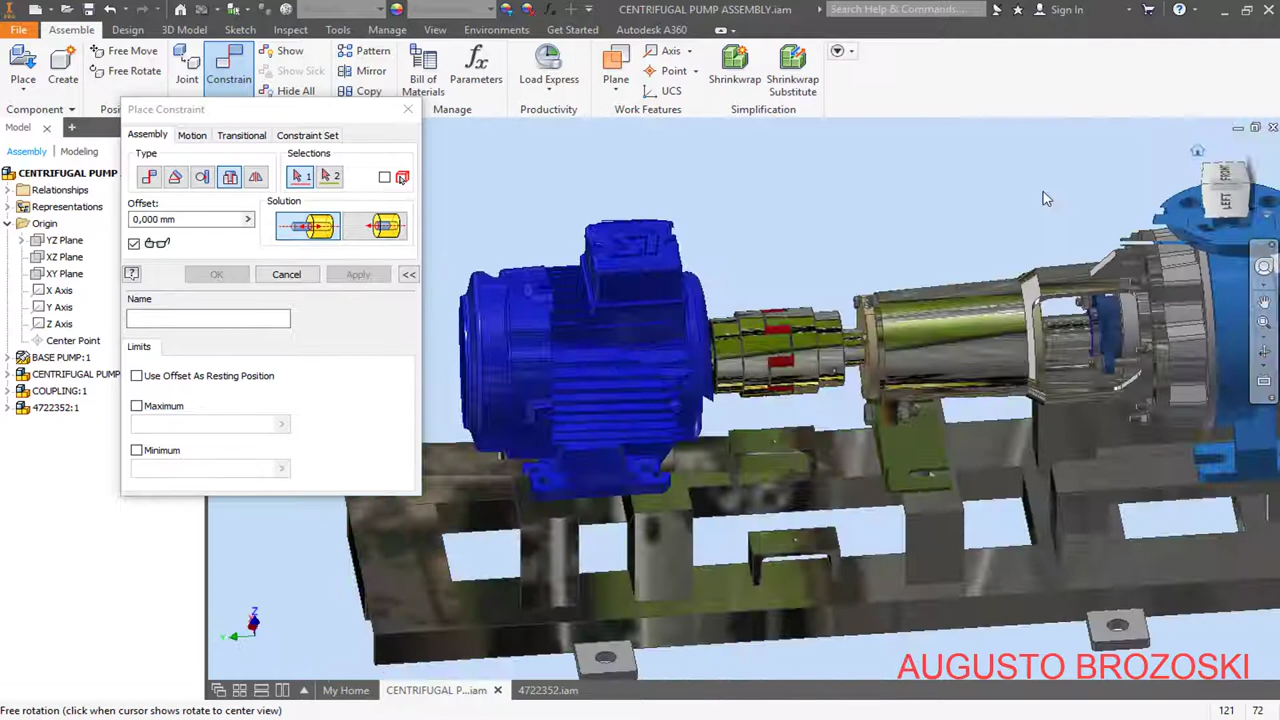 CENTRIFUGAL PUMP ASSEMBLY.iam
Search Help & Commands...
Sign In
File
Assemble
Design
3D Model
Sketch
Inspect
Tools
Manage
View
Environments
Get Started
Autodesk A360
Place
Create
Free Move
Free Rotate
Joint
Constrain
Show
Show Sick
Hide All
Pattern
Mirror
Copy
Bill of
Materials
fx
Parameters
Load Express
Plane
Axis
Point
UCS
Shrinkwrap
Shrinkwrap
Substitute
Component
Manage
Productivity
Work Features
Simplification
Model
Assembly
Modeling
CENTRIFUGAL PUMP
Relationships
Representations
Origin
YZ Plane
XZ Plane
XY Plane
X Axis
Y Axis
Z Axis
Center Point
BASE PUMP:1
CENTRIFUGAL PUM
COUPLING:1
4722352:1
Place Constraint
Assembly
Motion
Transitional
Constraint Set
Type
Selections
1
2
Offset:
0,000 mm
Solution
OK
Cancel
Apply
<<
Name
Limits
Use Offset As Resting Position
Maximum
Minimum
FRONT
LEFT
Z
Y
AUGUSTO BROZOSKI
My Home
CENTRIFUGAL P...iam
4722352.iam
Free rotation (click when cursor shows rotate to center view)
121
72